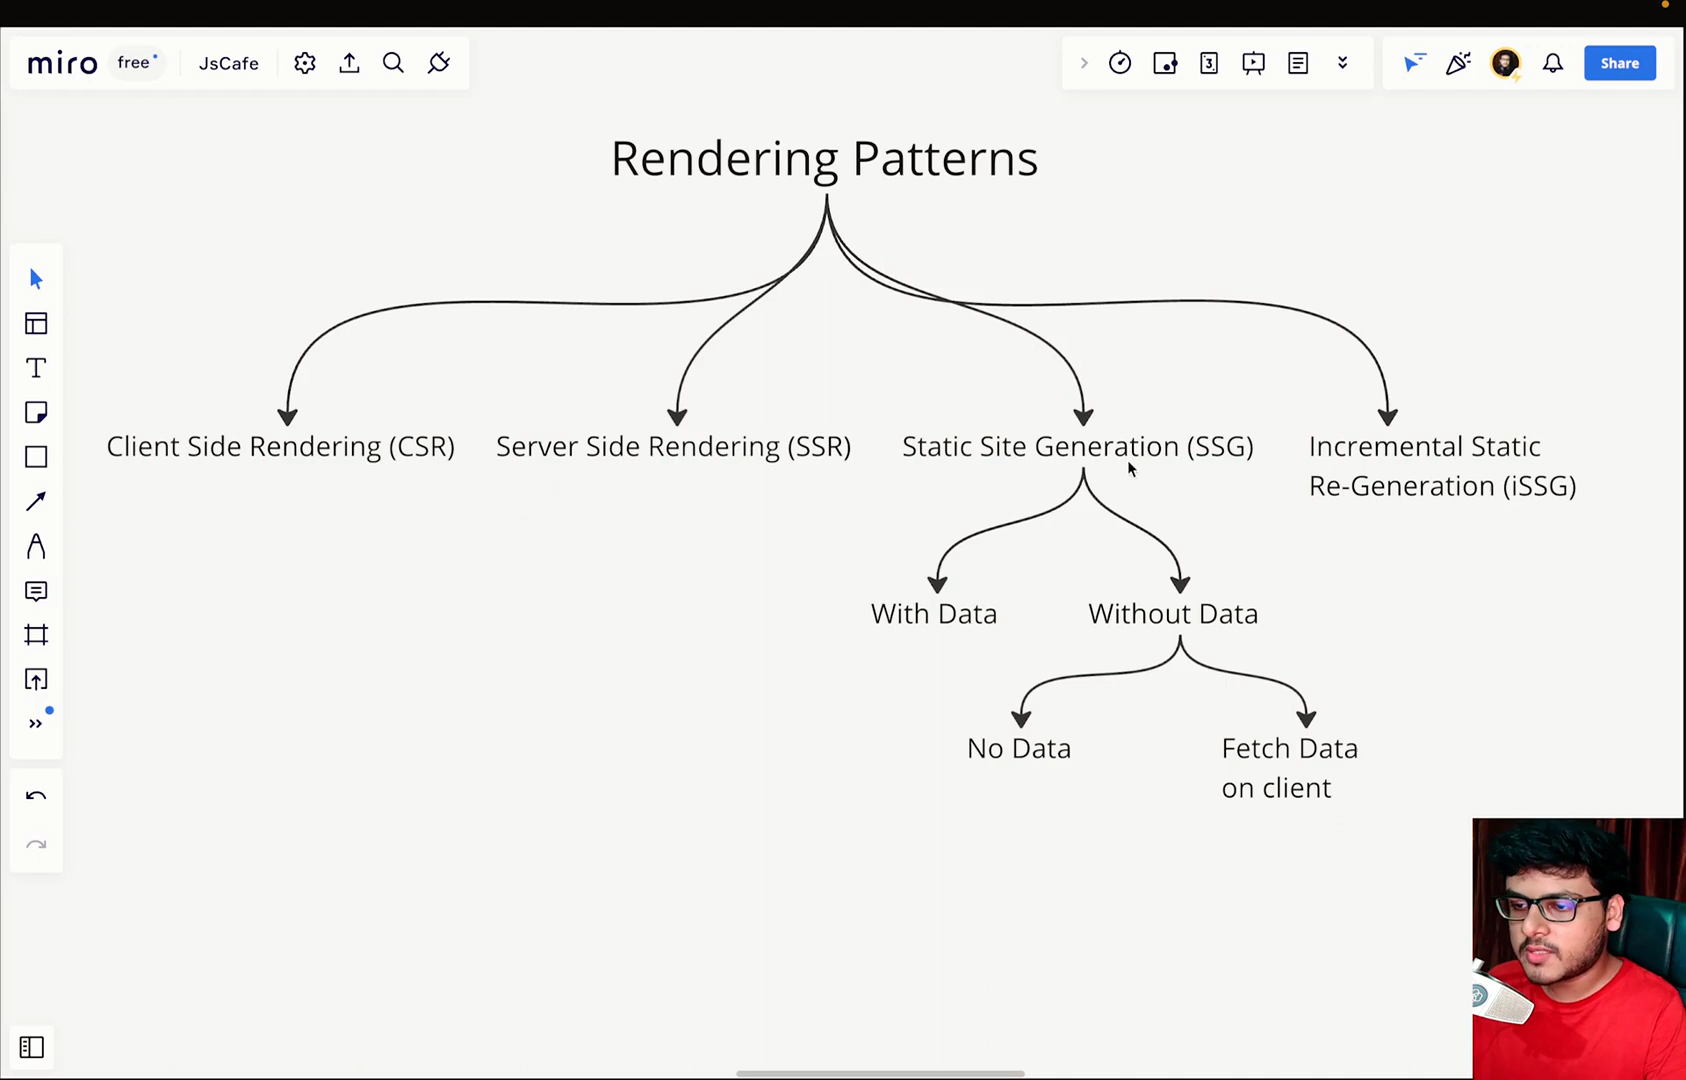 miro free JsCafe
3
Share
Rendering Patterns
Client Side Rendering (CSR)
Server Side Rendering (SSR)
Static Site Generation (SSG)
Incremental Static
Re-Generation (iSSG)
With Data
Without Data
No Data
Fetch Data
on client